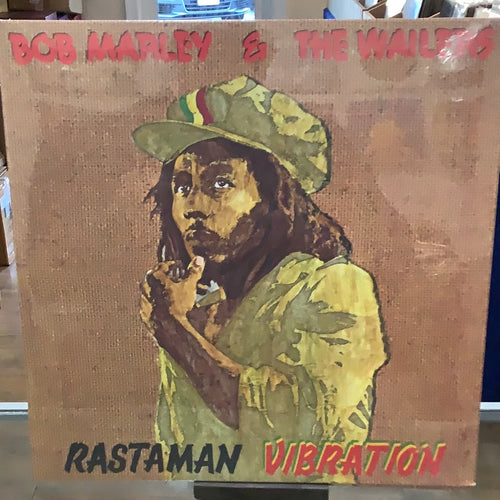 BOB MARLEY & THE WAILERS
RASTAMAN VIBRATION